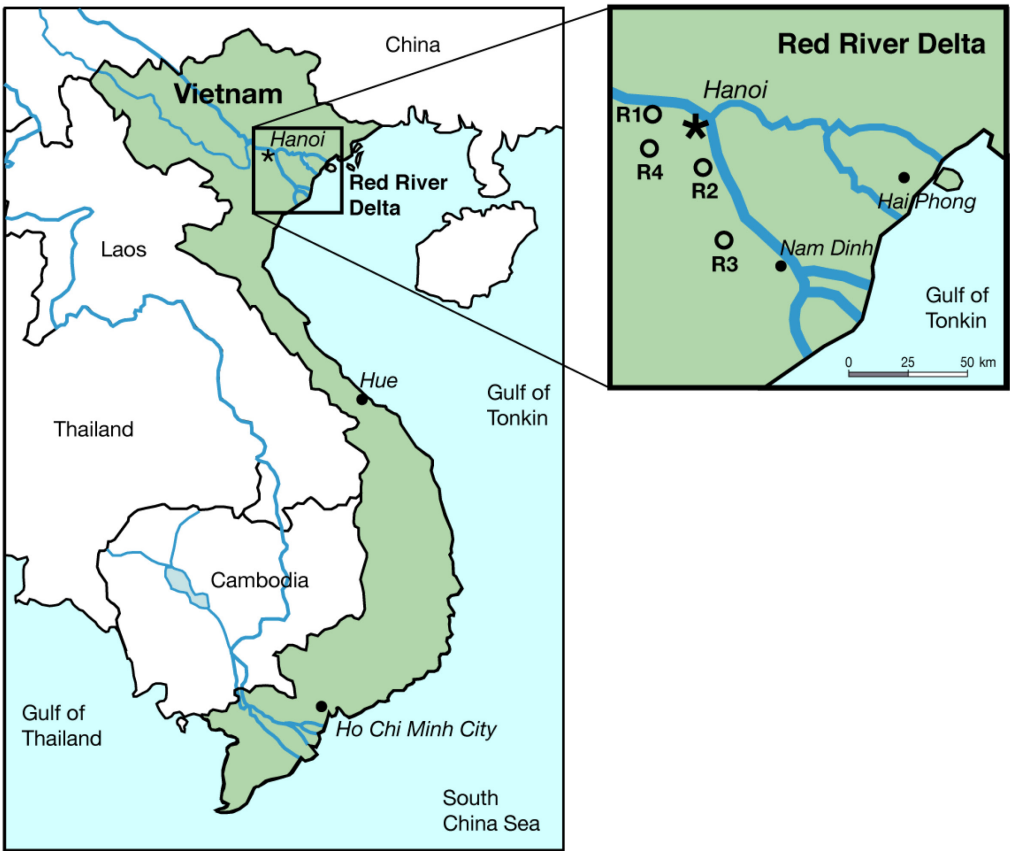 China
Vietnam
Hanoi
*
Red River
Delta
Laos
Hue
Gulf of
Tonkin
Thailand
Cambodia
Gulf of
Thailand
Ho Chi Minh City
South
China Sea
Red River Delta
Hanoi
R1
*
R4
R2
Hai Phong
R3
Nam Dinh
Gulf of
Tonkin
0 25 50 km